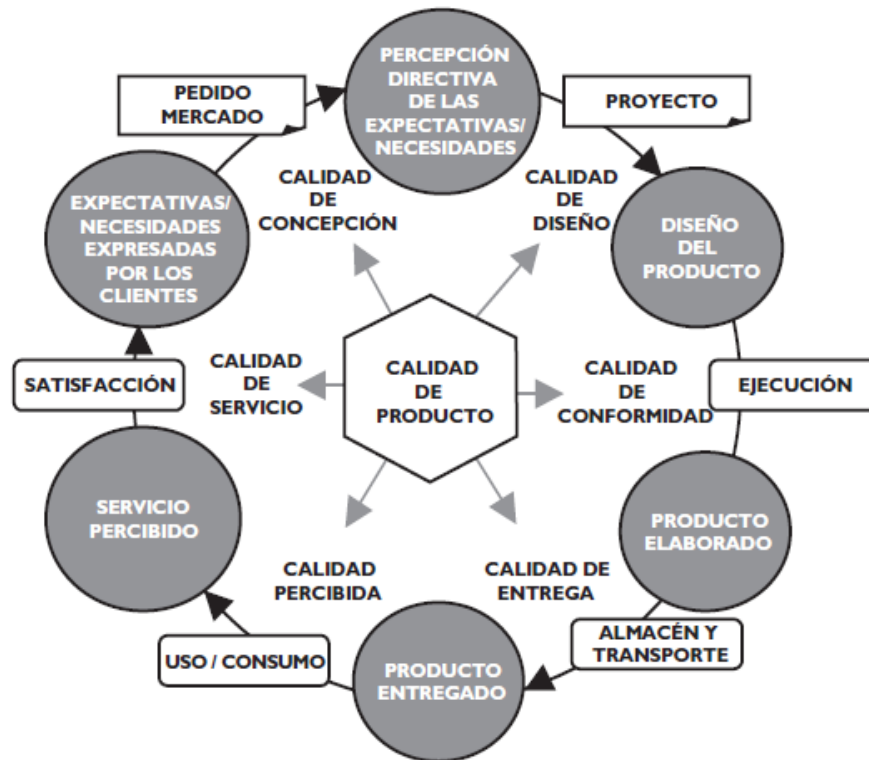 PERCEPCIÓN
DIRECTIVA
DE LAS
EXPECTATIVAS/
NECESIDADES
PEDIDO
MERCADO
PROYECTO
CALIDAD
DE
CONCEPCIÓN
CALIDAD
DE
DISEÑO
EXPECTATIVAS/
NECESIDADES
EXPRESADAS
POR LOS
CLIENTES
DISEÑO
DEL
PRODUCTO
SATISFACCIÓN
CALIDAD
DE
SERVICIO
CALIDAD
DE
PRODUCTO
CALIDAD
DE
CONFORMIDAD
EJECUCIÓN
SERVICIO
PERCIBIDO
PRODUCTO
ELABORADO
CALIDAD
PERCIBIDA
CALIDAD DE
ENTREGA
USO / CONSUMO
PRODUCTO
ENTREGADO
ALMACÉN Y
TRANSPORTE